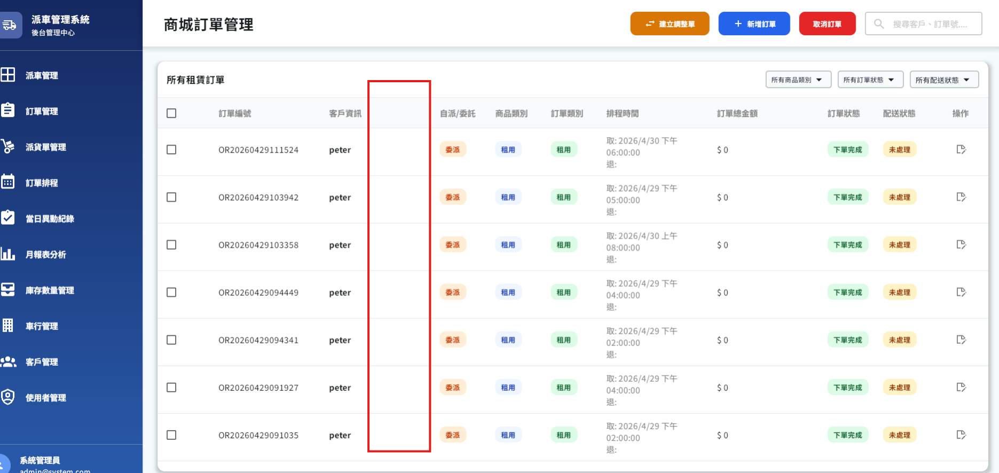 派車管理系統
後台管理中心
派車管理
訂單管理
派貨單管理
訂單排程
當日異動紀錄
月報表分析
庫存數量管理
車行管理
客戶管理
使用者管理
系統管理員
admin@system.com
商城訂單管理
建立調整單
新增訂單
取消訂單
搜尋客戶、訂單號....
所有租賃訂單
所有商品類別
所有訂單狀態
所有配送狀態
訂單編號 客戶資訊 自派/委託 商品類別 訂單類別 排程時間 訂單總金額 訂單狀態 配送狀態 操作
OR20260429111524 peter 委派 租用 租用 取: 2026/4/30 下午
06:00:00
退:
$ 0 下單完成 未處理
OR20260429103942 peter 委派 租用 租用 取: 2026/4/29 下午
05:00:00
退:
$ 0 下單完成 未處理
OR20260429103358 peter 委派 租用 租用 取: 2026/4/30 上午
08:00:00
退:
$ 0 下單完成 未處理
OR20260429094449 peter 委派 租用 租用 取: 2026/4/29 下午
04:00:00
退:
$ 0 下單完成 未處理
OR20260429094341 peter 委派 租用 租用 取: 2026/4/29 下午
02:00:00
退:
$ 0 下單完成 未處理
OR20260429091927 peter 委派 租用 租用 取: 2026/4/29 下午
04:00:00
退:
$ 0 下單完成 未處理
OR20260429091035 peter 委派 租用 租用 取: 2026/4/29 下午
02:00:00
退:
$ 0 下單完成 未處理